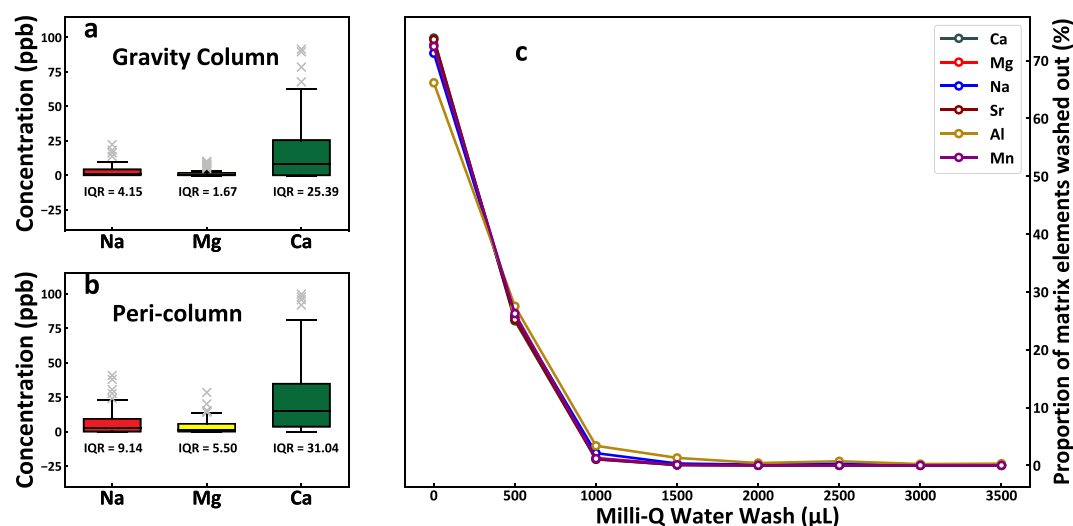 a
Gravity Column
Concentration (ppb)
100
75
50
25
0
−25
IQR = 4.15
IQR = 1.67
IQR = 25.39
Na
Mg
Ca
b
Peri-column
Concentration (ppb)
100
75
50
25
0
−25
IQR = 9.14
IQR = 5.50
IQR = 31.04
Na
Mg
Ca
c
Ca
Mg
Na
Sr
Al
Mn
Proportion of matrix elements washed out (%)
70
60
50
40
30
20
10
0
0
500
1000
1500
2000
2500
3000
3500
Milli-Q Water Wash (μL)